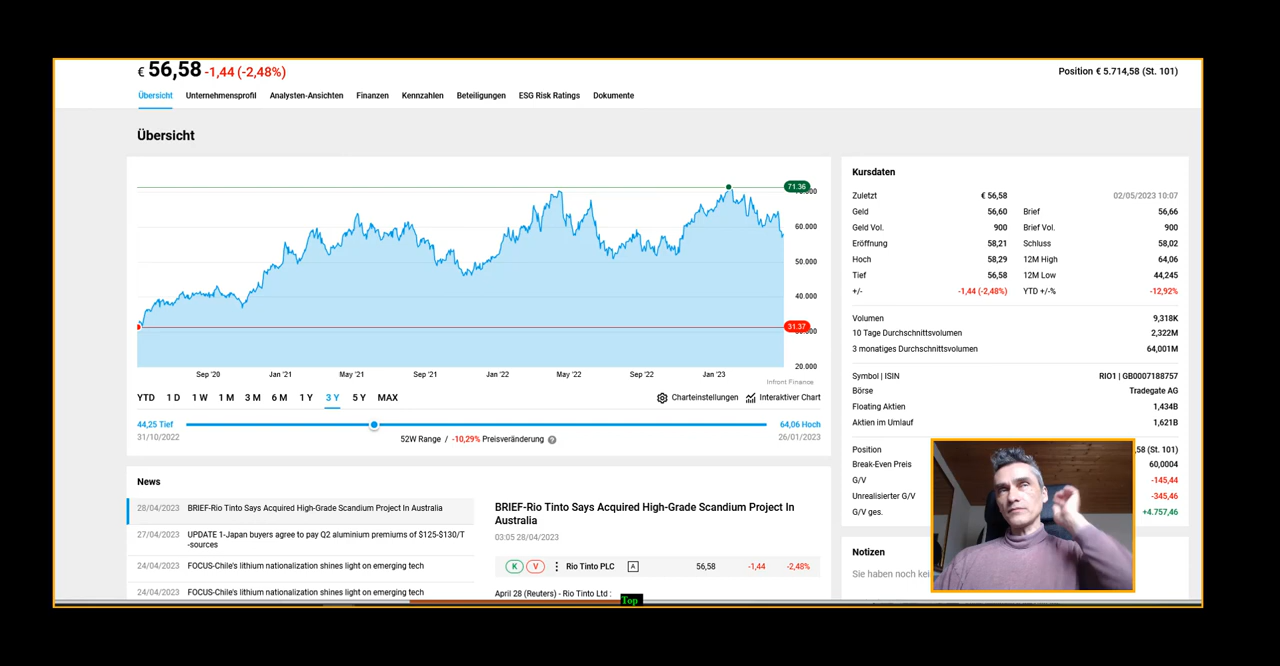 € 56,58 -1,44 (-2,48%)
Position € 5.714,58 (St. 101)
Übersicht Unternehmensprofil Analysten-Ansichten Finanzen Kennzahlen Beteiligungen ESG Risk Ratings Dokumente
Übersicht
71.36
60.000
50.000
40.000
31.37
20.000
Sep '20 Jan '21 May '21 Sep '21 Jan '22 May '22 Sep '22 Jan '23
Infront Finance
YTD 1 D 1 W 1 M 3 M 6 M 1 Y 3 Y 5 Y MAX
Charteinstellungen Interaktiver Chart
44,25 Tief 64,06 Hoch
31/10/2022 26/01/2023
52W Range / -10,29% Preisveränderung ?
News
28/04/2023 BRIEF-Rio Tinto Says Acquired High-Grade Scandium Project In Australia
27/04/2023 UPDATE 1-Japan buyers agree to pay Q2 aluminium premiums of $125-$130/T
-sources
24/04/2023 FOCUS-Chile's lithium nationalization shines light on emerging tech
24/04/2023 FOCUS-Chile's lithium nationalization shines light on emerging tech
BRIEF-Rio Tinto Says Acquired High-Grade Scandium Project In
Australia
03:05 28/04/2023
K V Rio Tinto PLC A 56,58 -1,44 -2,48%
April 28 (Reuters) - Rio Tinto Ltd :
Top
Kursdaten
Zuletzt € 56,58 02/05/2023 10:07
Geld 56,60 Brief 56,66
Geld Vol. 900 Brief Vol. 900
Eröffnung 58,21 Schluss 58,02
Hoch 58,29 12M High 64,06
Tief 56,58 12M Low 44,245
+/- -1,44 (-2,48%) YTD +/-% -12,92%
Volumen 9,318K
10 Tage Durchschnittsvolumen 2,322M
3 monatiges Durchschnittsvolumen 64,001M
Symbol | ISIN RIO1 | GB0007188757
Börse Tradegate AG
Floating Aktien 1,434B
Aktien im Umlauf 1,621B
Position ,58 (St. 101)
Break-Even Preis 60,0004
G/V -145,44
Unrealisierter G/V -345,46
G/V ges. +4.757,46
Notizen
Sie haben noch kei